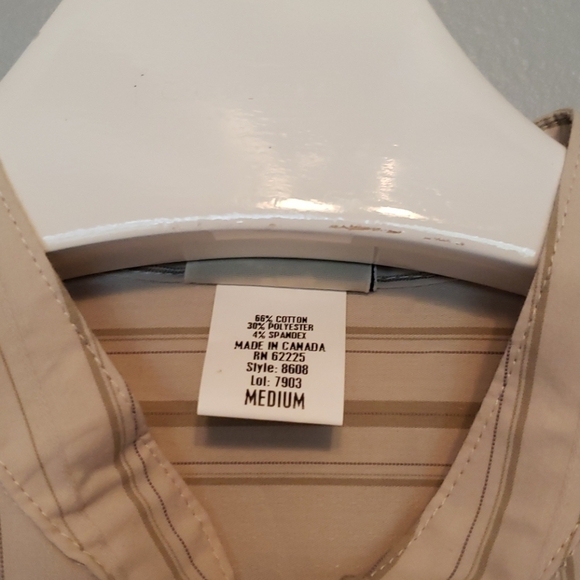 66% COTTON
30% POLYESTER
4% SPANDEX
MADE IN CANADA
RN 62225
Style: 8608
Lot: 7903
MEDIUM